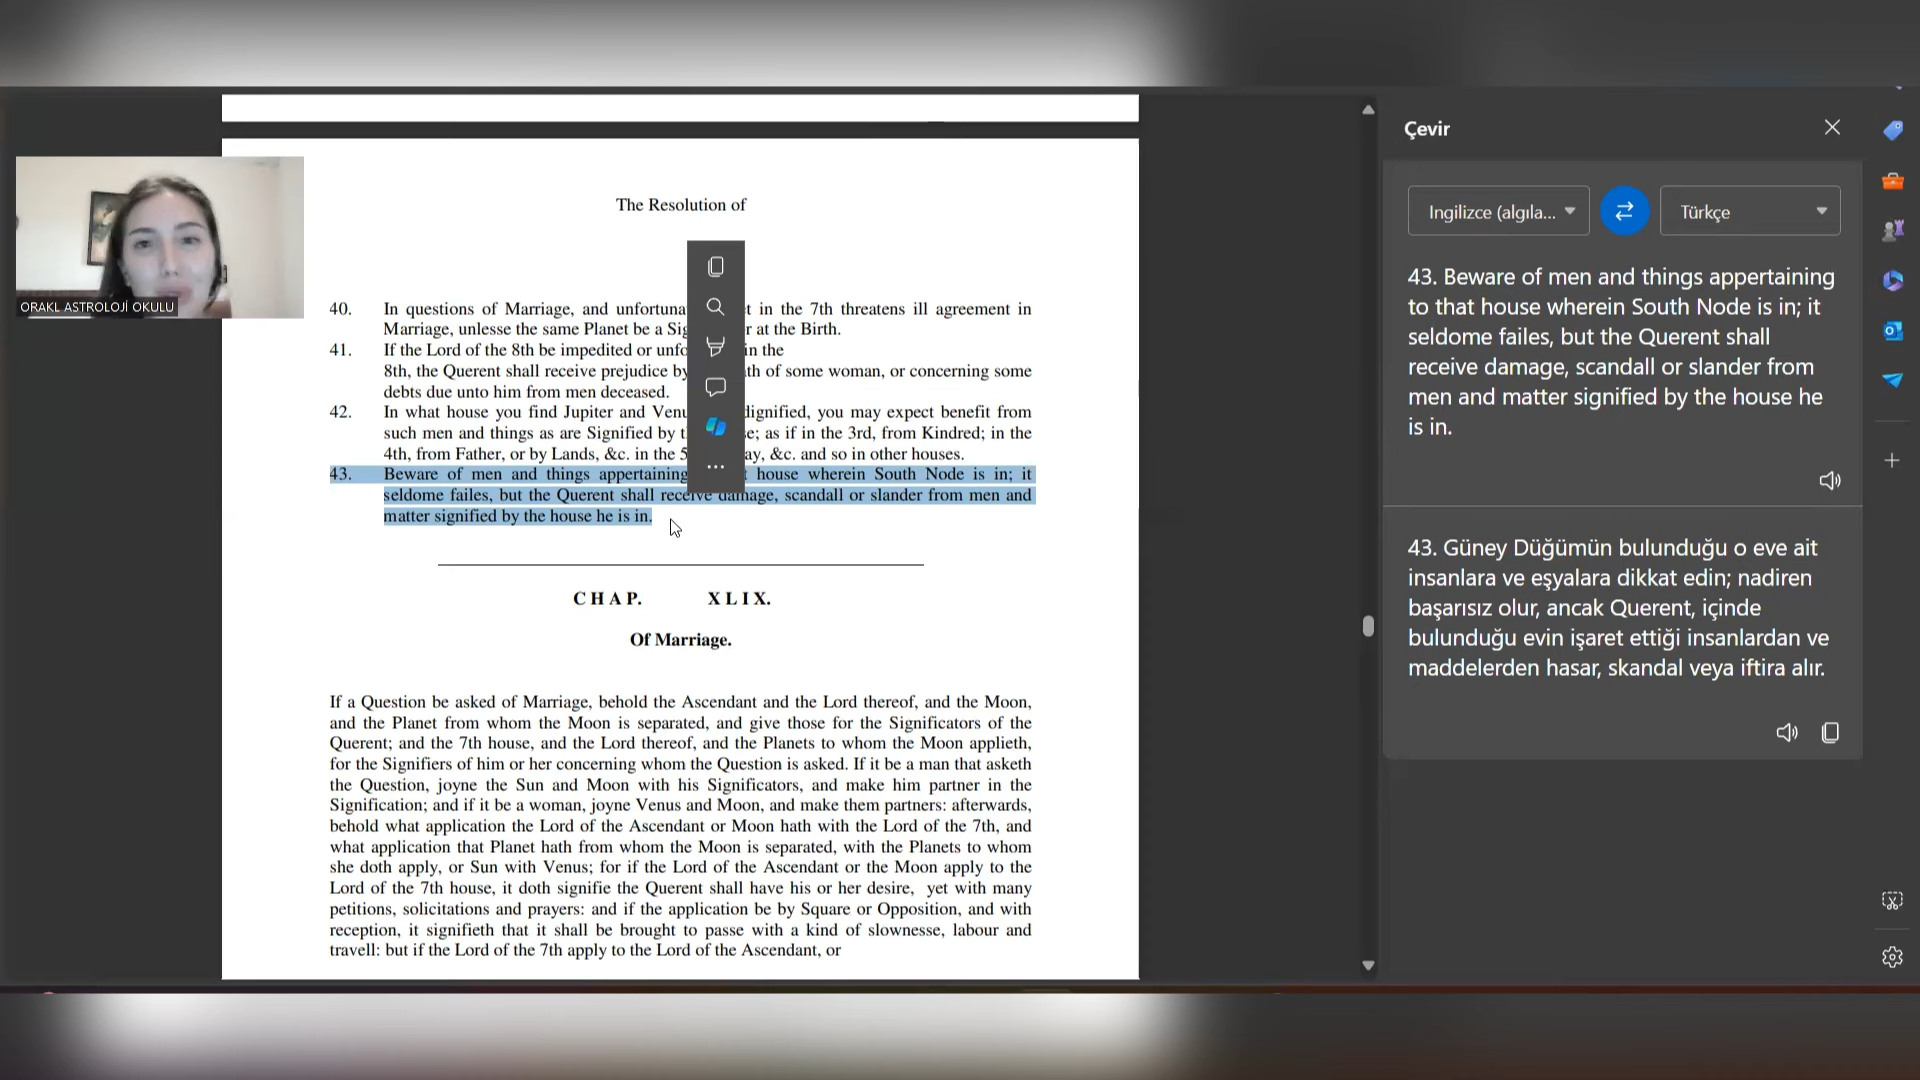 The Resolution of
40. In questions of Marriage, and unfortuna t in the 7th threatens ill agreement in
Marriage, unlesse the same Planet be a Sig r at the Birth.
41. If the Lord of the 8th be impedited or unfo in the
8th, the Querent shall receive prejudice by th of some woman, or concerning some
debts due unto him from men deceased.
42. In what house you find Jupiter and Venu dignified, you may expect benefit from
such men and things as are Signified by t e; as if in the 3rd, from Kindred; in the
4th, from Father, or by Lands, &c. in the 5 ay, &c. and so in other houses.
43. Beware of men and things appertaining house wherein South Node is in; it
seldome failes, but the Querent shall receive damage, scandall or slander from men and
matter signified by the house he is in.
CHAP. XLIX.
Of Marriage.
If a Question be asked of Marriage, behold the Ascendant and the Lord thereof, and the Moon,
and the Planet from whom the Moon is separated, and give those for the Significators of the
Querent; and the 7th house, and the Lord thereof, and the Planets to whom the Moon applieth,
for the Signifiers of him or her concerning whom the Question is asked. If it be a man that asketh
the Question, joyne the Sun and Moon with his Significators, and make him partner in the
Signification; and if it be a woman, joyne Venus and Moon, and make them partners: afterwards,
behold what application the Lord of the Ascendant or Moon hath with the Lord of the 7th, and
what application that Planet hath from whom the Moon is separated, with the Planets to whom
she doth apply, or Sun with Venus; for if the Lord of the Ascendant or the Moon apply to the
Lord of the 7th house, it doth signifie the Querent shall have his or her desire, yet with many
petitions, solicitations and prayers: and if the application be by Square or Opposition, and with
reception, it signifieth that it shall be brought to passe with a kind of slownesse, labour and
travell: but if the Lord of the 7th apply to the Lord of the Ascendant, or
ORAKL ASTROLOJİ OKULU
Çevir
Ingilizce (algıla...
Türkçe
43. Beware of men and things appertaining
to that house wherein South Node is in; it
seldome failes, but the Querent shall
receive damage, scandall or slander from
men and matter signified by the house he
is in.
43. Güney Düğümün bulunduğu o eve ait
insanlara ve eşyalara dikkat edin; nadiren
başarısız olur, ancak Querent, içinde
bulunduğu evin işaret ettiği insanlardan ve
maddelerden hasar, skandal veya iftira alır.